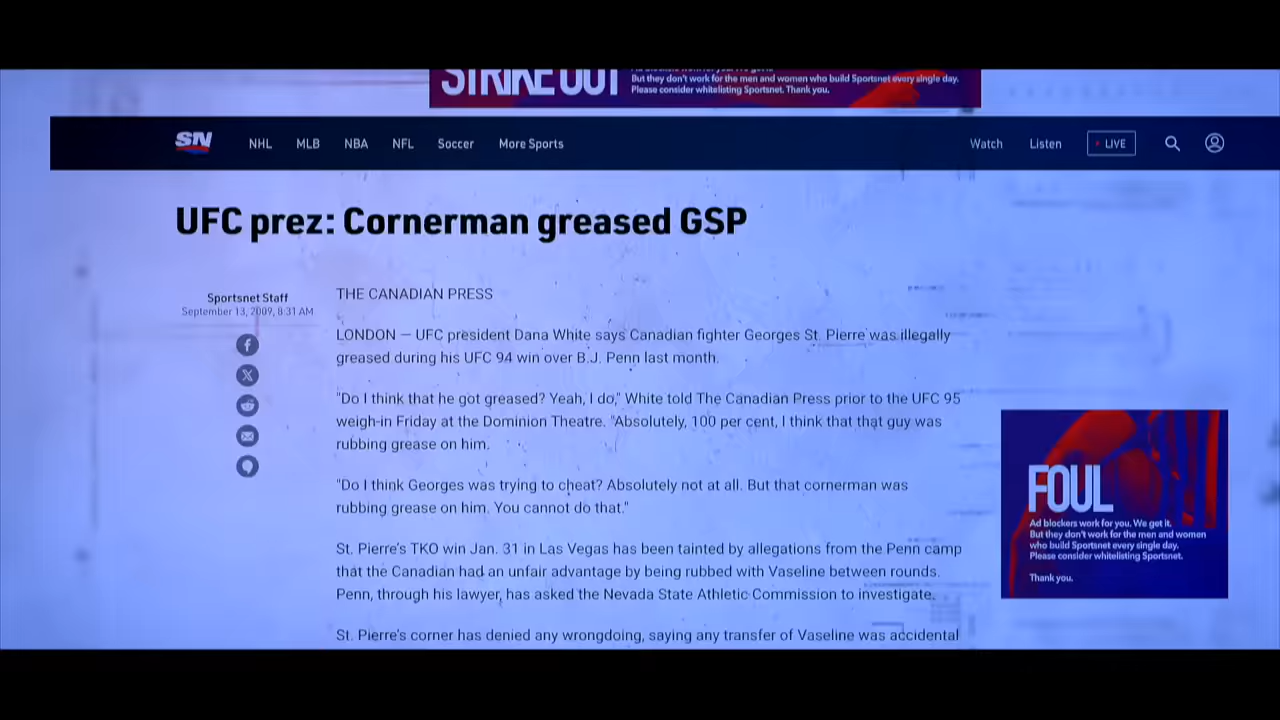 STRIKE OUT
But they don't work for the men and women who build Sportsnet every single day.
Please consider whitelisting Sportsnet. Thank you.
SN NHL MLB NBA NFL Soccer More Sports Watch Listen LIVE
UFC prez: Cornerman greased GSP
Sportsnet Staff
September 13, 2009, 8:31 AM
THE CANADIAN PRESS
LONDON — UFC president Dana White says Canadian fighter Georges St. Pierre was illegally
greased during his UFC 94 win over B.J. Penn last month.
"Do I think that he got greased? Yeah, I do," White told The Canadian Press prior to the UFC 95
weigh-in Friday at the Dominion Theatre. "Absolutely, 100 per cent, I think that that guy was
rubbing grease on him.
"Do I think Georges was trying to cheat? Absolutely not at all. But that cornerman was
rubbing grease on him. You cannot do that."
St. Pierre's TKO win Jan. 31 in Las Vegas has been tainted by allegations from the Penn camp
that the Canadian had an unfair advantage by being rubbed with Vaseline between rounds.
Penn, through his lawyer, has asked the Nevada State Athletic Commission to investigate.
St. Pierre's corner has denied any wrongdoing, saying any transfer of Vaseline was accidental
FOUL
Ad blockers work for you. We get it.
But they don't work for the men and women
who build Sportsnet every single day.
Please consider whitelisting Sportsnet.
Thank you.